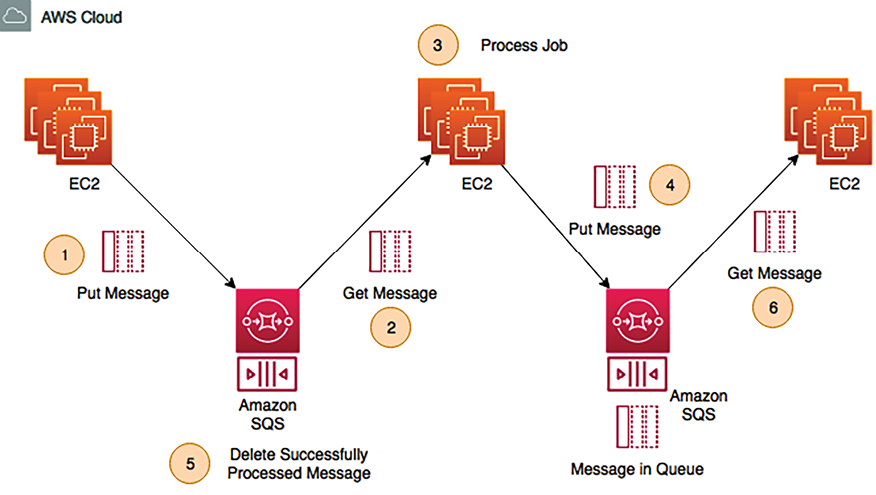 AWS Cloud
3
Process Job
EC2
EC2
EC2
4
Put Message
1
Put Message
Get Message
2
Get Message
6
Amazon
SQS
Amazon
SQS
5
Delete Successfully
Processed Message
Message in Queue